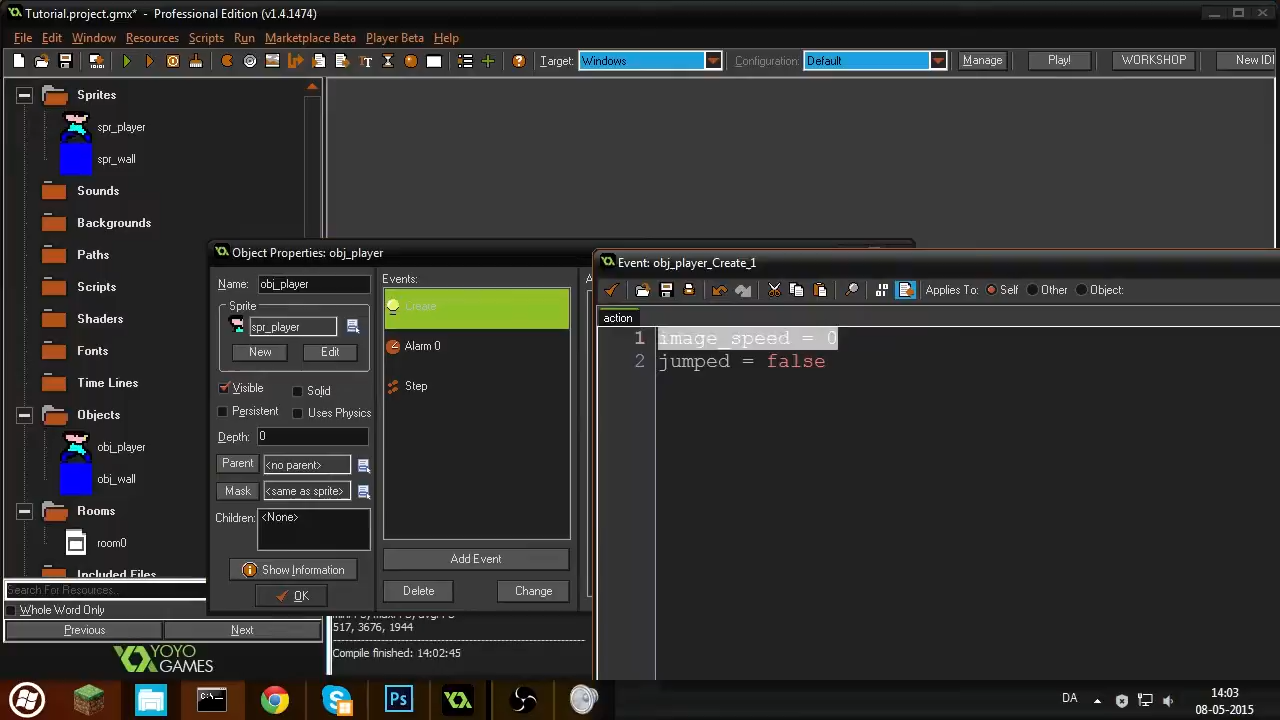 Tutorial.project.gmx* - Professional Edition (v1.4.1474)
File Edit Window Resources Scripts Run Marketplace Beta Player Beta Help
Target: Windows Configuration: Default Manage Play! WORKSHOP New IDI
Sprites
spr_player
spr_wall
Sounds
Backgrounds
Paths
Scripts
Shaders
Fonts
Time Lines
Objects
obj_player
obj_wall
Rooms
room0
Included Files
Search For Resources..
Whole Word Only
Previous Next
YOYO
GAMES
Object Properties: obj_player
Name: obj_player
Sprite
spr_player
New Edit
Visible Solid
Persistent Uses Physics
Depth: 0
Parent <no parent>
Mask <same as sprite>
Children: <None>
Show Information
OK
Events:
Create
Alarm 0
Step
Add Event
Delete Change
517, 3676, 1944
Compile finished: 14:02:45
Event: obj_player_Create_1
Applies To: Self Other Object:
action
1 image_speed = 0
2 jumped = false
Ps
DA
14:03
08-05-2015